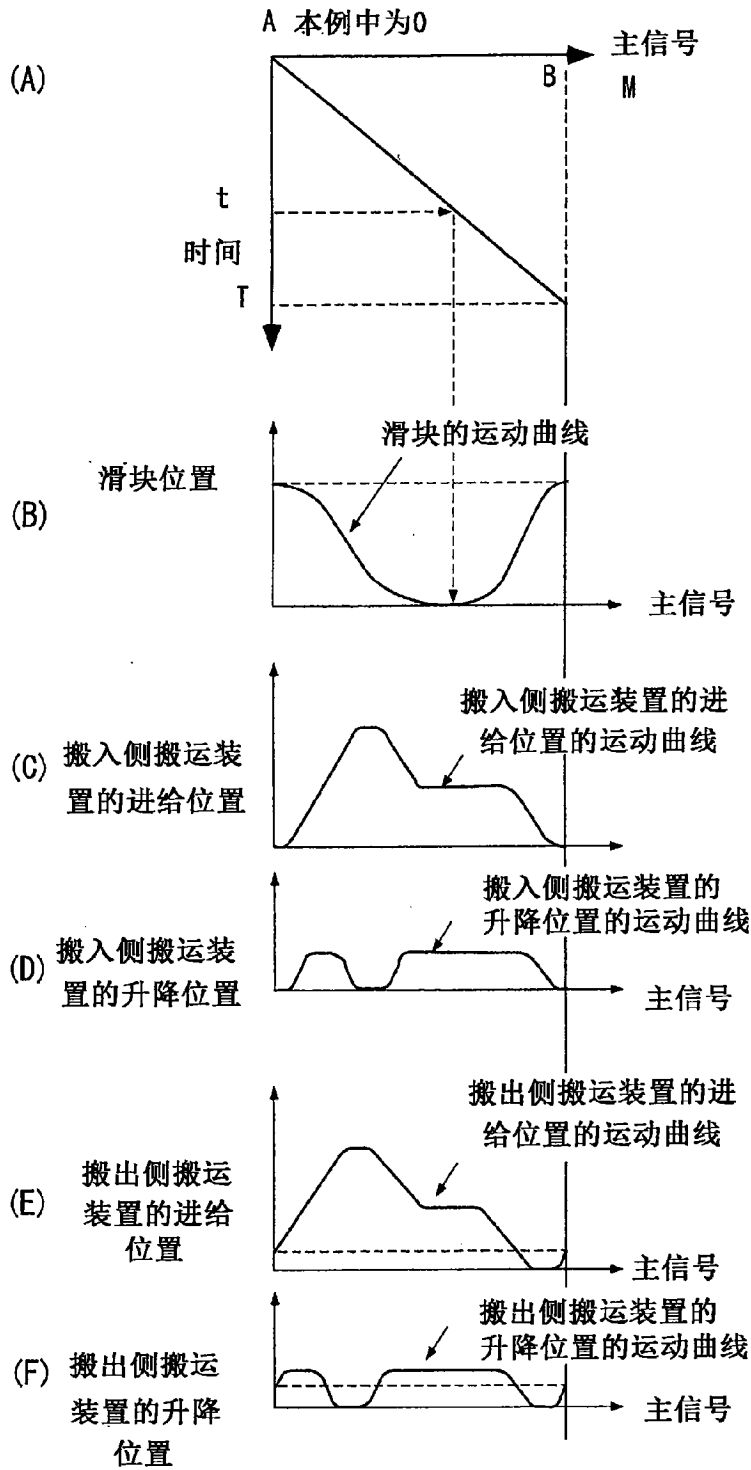 A 本例中为0
主信号
(A)
B
M
t
时间
T
滑块的运动曲线
滑块位置
(B)
主信号
搬入侧搬运装置的进
给位置的运动曲线
(C)
搬入侧搬运装
置的进给位置
搬入侧搬运装置的
升降位置的运动曲线
(D)
搬入侧搬运装
置的升降位置
主信号
搬出侧搬运装置的进
给位置的运动曲线
(E)
搬出侧搬运
装置的进给
位置
主信号
搬出侧搬运装置的
升降位置的运动曲线
(F)
搬出侧搬运
装置的升降
位置
主信号